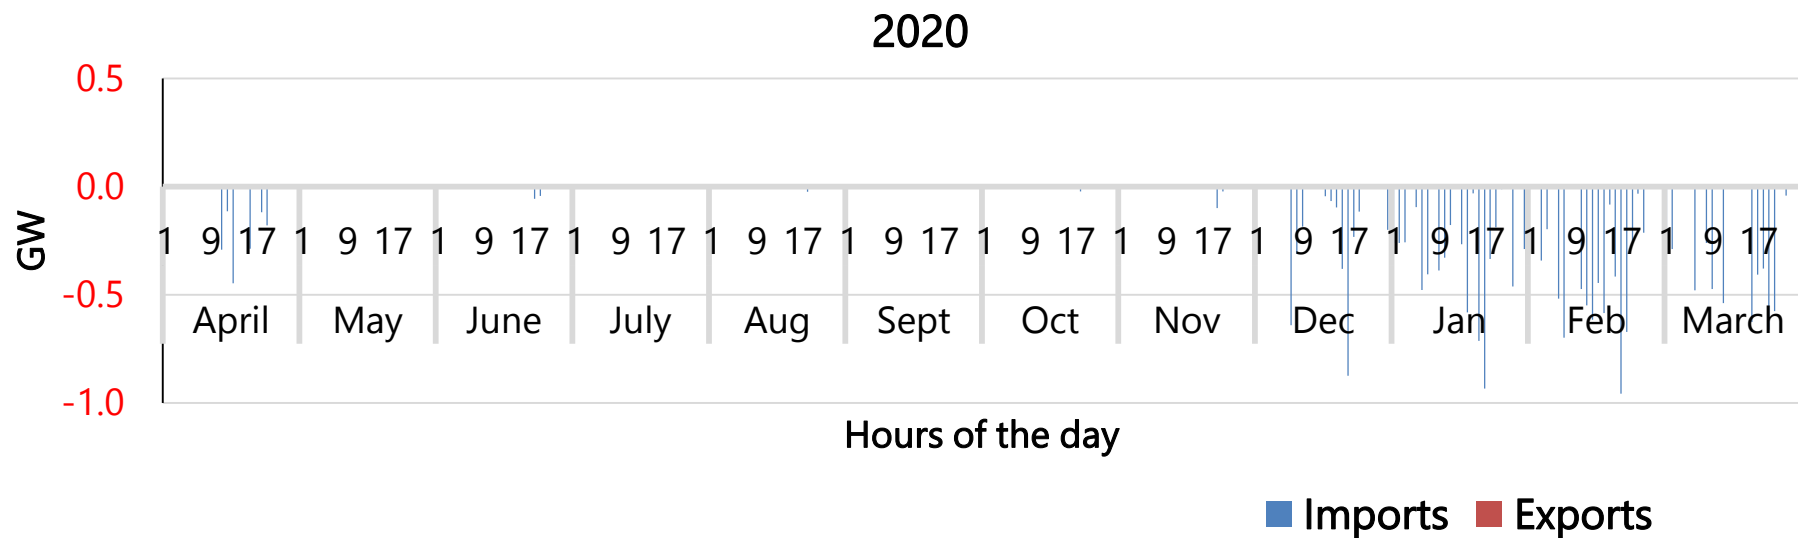 2020
0.5
0.0
1 9 17 1 9 17 1 9 17 1 9 17 1 9 17 1 9 17 1 9 17 1 9 17 1 9 17 1 9 17 1 9 17 1 9 17
GW
-0.5
April May June July Aug Sept Oct Nov Dec Jan Feb March
-1.0
Hours of the day
Imports Exports